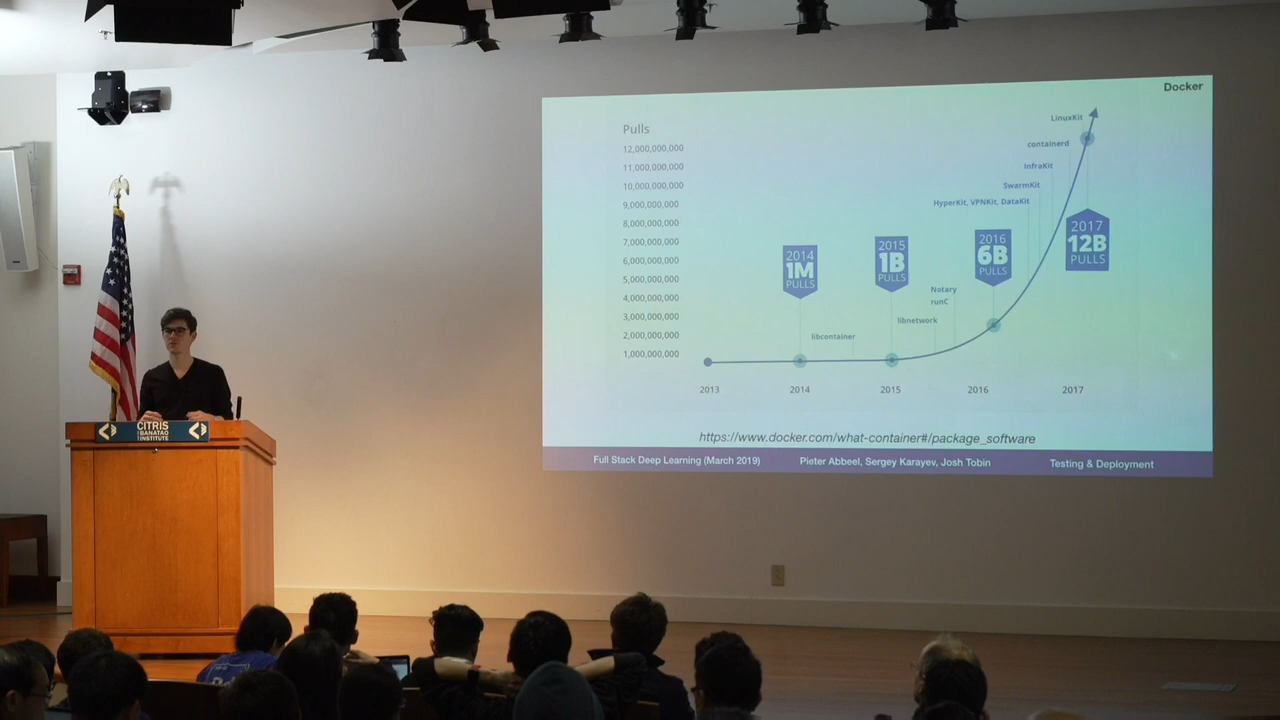 Docker
Pulls
12,000,000,000
11,000,000,000
10,000,000,000
9,000,000,000
8,000,000,000
7,000,000,000
6,000,000,000
5,000,000,000
4,000,000,000
3,000,000,000
2,000,000,000
1,000,000,000
2014
1M
PULLS
2015
1B
PULLS
2016
6B
PULLS
2017
12B
PULLS
LinuxKit
containerd
InfraKit
SwarmKit
HyperKit, VPNKit, DataKit
Notary
runC
libnetwork
libcontainer
2013
2014
2015
2016
2017
https://www.docker.com/what-container#/package_software
Full Stack Deep Learning (March 2019)
Pieter Abbeel, Sergey Karayev, Josh Tobin
Testing & Deployment
CITRIS
BANATAO
INSTITUTE